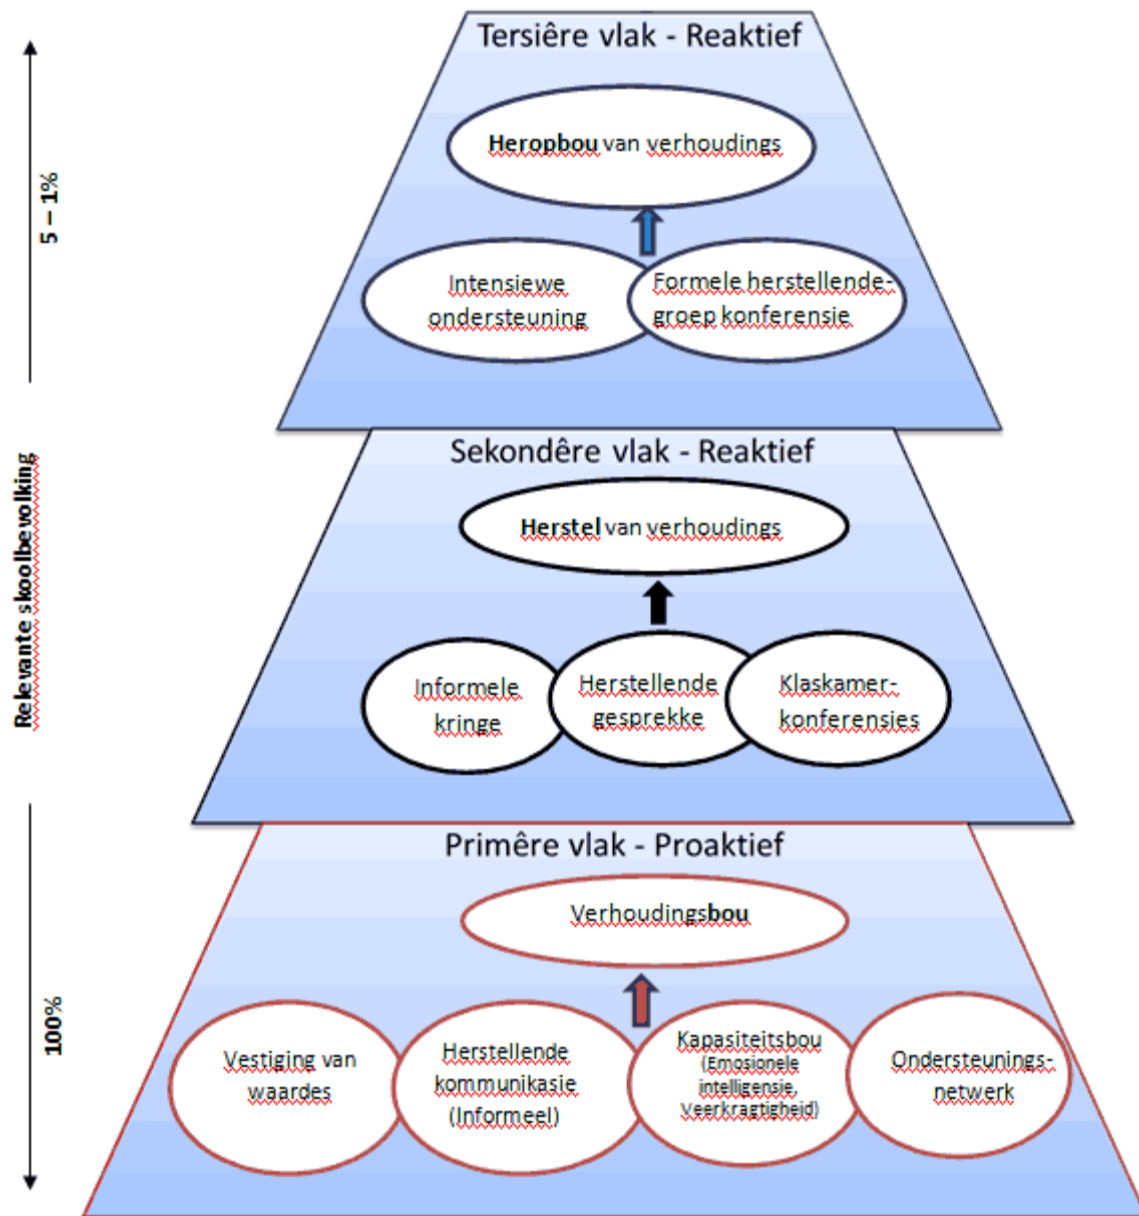 Tersiêre vlak - Reaktief
Heropbou van verhoudings
Intensiewe
ondersteuning
Formele herstellende-
groep konferensie
5 – 1%
Sekondêre vlak - Reaktief
Herstel van verhoudings
Informele
kringe
Herstellende
gesprekke
Klaskamer-
konferensies
Relevante skoolbevolking
Primêre vlak - Proaktief
Verhoudingsbou
Vestiging van
waardes
Herstellende
kommunikasie
(Informeel)
Kapasiteitsbou
(Emosionele
intelligensie,
Veerkragtigheid)
Ondersteunings-
netwerk
100%